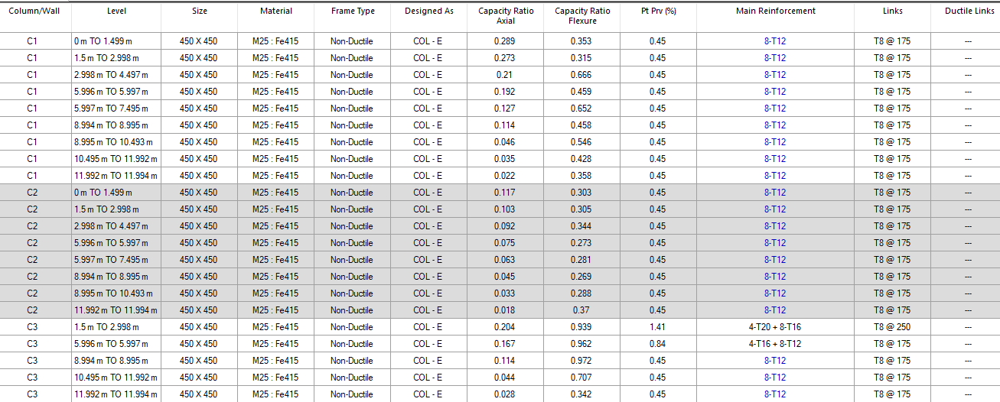 Column/Wall Level Size Material Frame Type Designed As Capacity Ratio Axial Capacity Ratio Flexure Pt Prv (%) Main Reinforcement Links Ductile Links
C1 0 m TO 1.499 m 450 X 450 M25 : Fe415 Non-Ductile COL - E 0.289 0.353 0.45 8-T12 T8 @ 175 ---
C1 1.5 m TO 2.998 m 450 X 450 M25 : Fe415 Non-Ductile COL - E 0.273 0.315 0.45 8-T12 T8 @ 175 ---
C1 2.998 m TO 4.497 m 450 X 450 M25 : Fe415 Non-Ductile COL - E 0.21 0.666 0.45 8-T12 T8 @ 175 ---
C1 5.996 m TO 5.997 m 450 X 450 M25 : Fe415 Non-Ductile COL - E 0.192 0.459 0.45 8-T12 T8 @ 175 ---
C1 5.997 m TO 7.495 m 450 X 450 M25 : Fe415 Non-Ductile COL - E 0.127 0.652 0.45 8-T12 T8 @ 175 ---
C1 8.994 m TO 8.995 m 450 X 450 M25 : Fe415 Non-Ductile COL - E 0.114 0.458 0.45 8-T12 T8 @ 175 ---
C1 8.995 m TO 10.493 m 450 X 450 M25 : Fe415 Non-Ductile COL - E 0.046 0.546 0.45 8-T12 T8 @ 175 ---
C1 10.495 m TO 11.992 m 450 X 450 M25 : Fe415 Non-Ductile COL - E 0.035 0.428 0.45 8-T12 T8 @ 175 ---
C1 11.992 m TO 11.994 m 450 X 450 M25 : Fe415 Non-Ductile COL - E 0.022 0.358 0.45 8-T12 T8 @ 175 ---
C2 0 m TO 1.499 m 450 X 450 M25 : Fe415 Non-Ductile COL - E 0.117 0.303 0.45 8-T12 T8 @ 175 ---
C2 1.5 m TO 2.998 m 450 X 450 M25 : Fe415 Non-Ductile COL - E 0.103 0.305 0.45 8-T12 T8 @ 175 ---
C2 2.998 m TO 4.497 m 450 X 450 M25 : Fe415 Non-Ductile COL - E 0.092 0.344 0.45 8-T12 T8 @ 175 ---
C2 5.996 m TO 5.997 m 450 X 450 M25 : Fe415 Non-Ductile COL - E 0.075 0.273 0.45 8-T12 T8 @ 175 ---
C2 5.997 m TO 7.495 m 450 X 450 M25 : Fe415 Non-Ductile COL - E 0.063 0.281 0.45 8-T12 T8 @ 175 ---
C2 8.994 m TO 8.995 m 450 X 450 M25 : Fe415 Non-Ductile COL - E 0.045 0.269 0.45 8-T12 T8 @ 175 ---
C2 8.995 m TO 10.493 m 450 X 450 M25 : Fe415 Non-Ductile COL - E 0.033 0.288 0.45 8-T12 T8 @ 175 ---
C2 11.992 m TO 11.994 m 450 X 450 M25 : Fe415 Non-Ductile COL - E 0.018 0.37 0.45 8-T12 T8 @ 175 ---
C3 1.5 m TO 2.998 m 450 X 450 M25 : Fe415 Non-Ductile COL - E 0.204 0.939 1.41 4-T20 + 8-T16 T8 @ 250 ---
C3 5.996 m TO 5.997 m 450 X 450 M25 : Fe415 Non-Ductile COL - E 0.167 0.962 0.84 4-T16 + 8-T12 T8 @ 175 ---
C3 8.994 m TO 8.995 m 450 X 450 M25 : Fe415 Non-Ductile COL - E 0.114 0.972 0.45 8-T12 T8 @ 175 ---
C3 10.495 m TO 11.992 m 450 X 450 M25 : Fe415 Non-Ductile COL - E 0.044 0.707 0.45 8-T12 T8 @ 175 ---
C3 11.992 m TO 11.994 m 450 X 450 M25 : Fe415 Non-Ductile COL - E 0.028 0.342 0.45 8-T12 T8 @ 175 ---